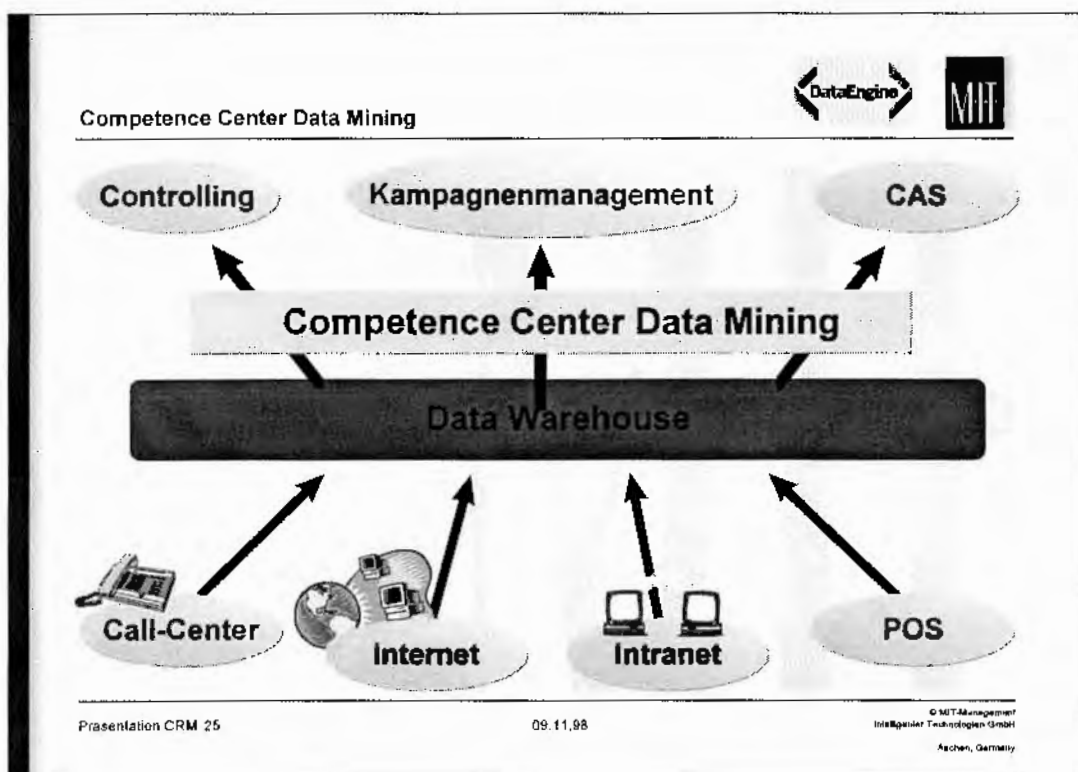 DataEngine
MIT
Competence Center Data Mining
Controlling
Kampagnenmanagement
CAS
Competence Center Data Mining
Data Warehouse
Call-Center
Internet
Intranet
POS
Prasentation CRM 25
09.11,98
© MIT-Management
Intelligenter Technologien GmbH
Aachen, Germany